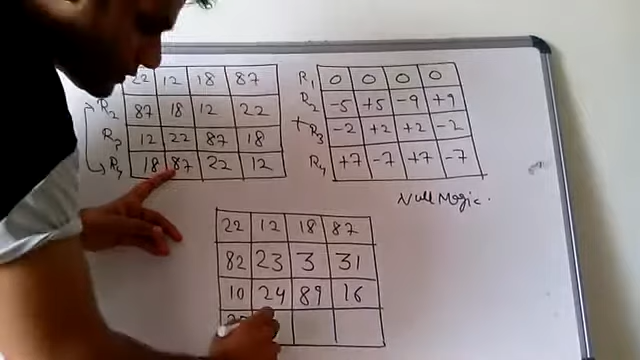 22 12 18 87
R2 87 18 12 22
R3 12 22 87 18
R4 18 87 22 12
R1 0 0 0 0
R2 -5 +5 -9 +9
+ R3 -2 +2 +2 -2
R4 +7 -7 +7 -7
Null Magic.
22 12 18 87
82 23 3 31
10 24 89 16